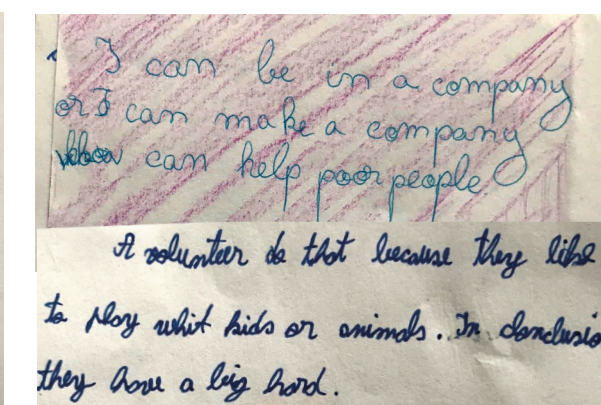 I can be in a company
or I can make a company
can help poor people.
A volunteer do that because they like
to play whit kids or animals. In conclusio
they have a big hard.